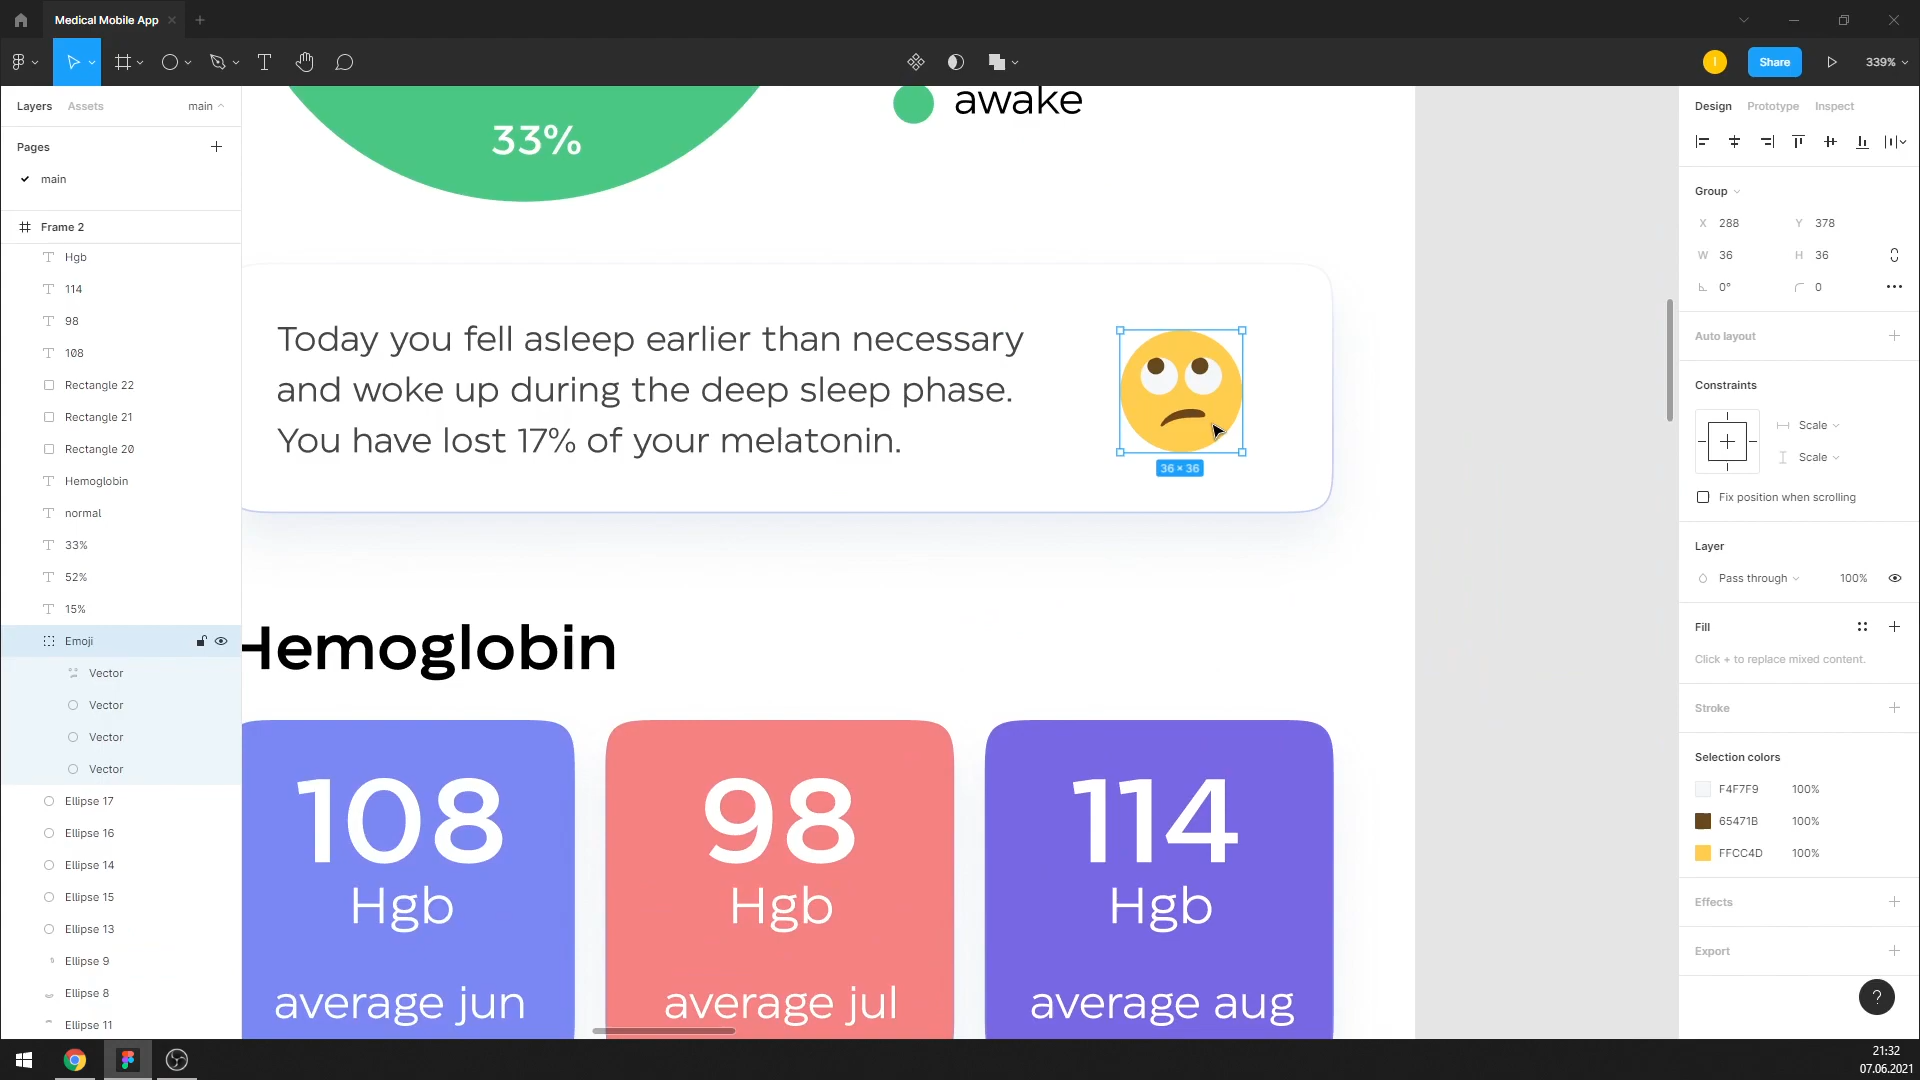 Medical Mobile App
I
Share
339%
Layers
Assets
main
Pages
main
Frame 2
Hgb
114
98
108
Rectangle 22
Rectangle 21
Rectangle 20
Hemoglobin
normal
33%
52%
15%
Emoji
Vector
Vector
Vector
Vector
Ellipse 17
Ellipse 16
Ellipse 14
Ellipse 15
Ellipse 13
Ellipse 9
Ellipse 8
Ellipse 11
33%
awake
Today you fell asleep earlier than necessary
and woke up during the deep sleep phase.
You have lost 17% of your melatonin.
36 × 36
Hemoglobin
108
Hgb
average jun
98
Hgb
average jul
114
Hgb
average aug
Design
Prototype
Inspect
Group
X 288
Y 378
W 36
H 36
0°
0
Auto layout
Constraints
Scale
Scale
Fix position when scrolling
Layer
Pass through
100%
Fill
Click + to replace mixed content.
Stroke
Selection colors
F4F7F9 100%
65471B 100%
FFCC4D 100%
Effects
Export
?
21:32
07.06.2021